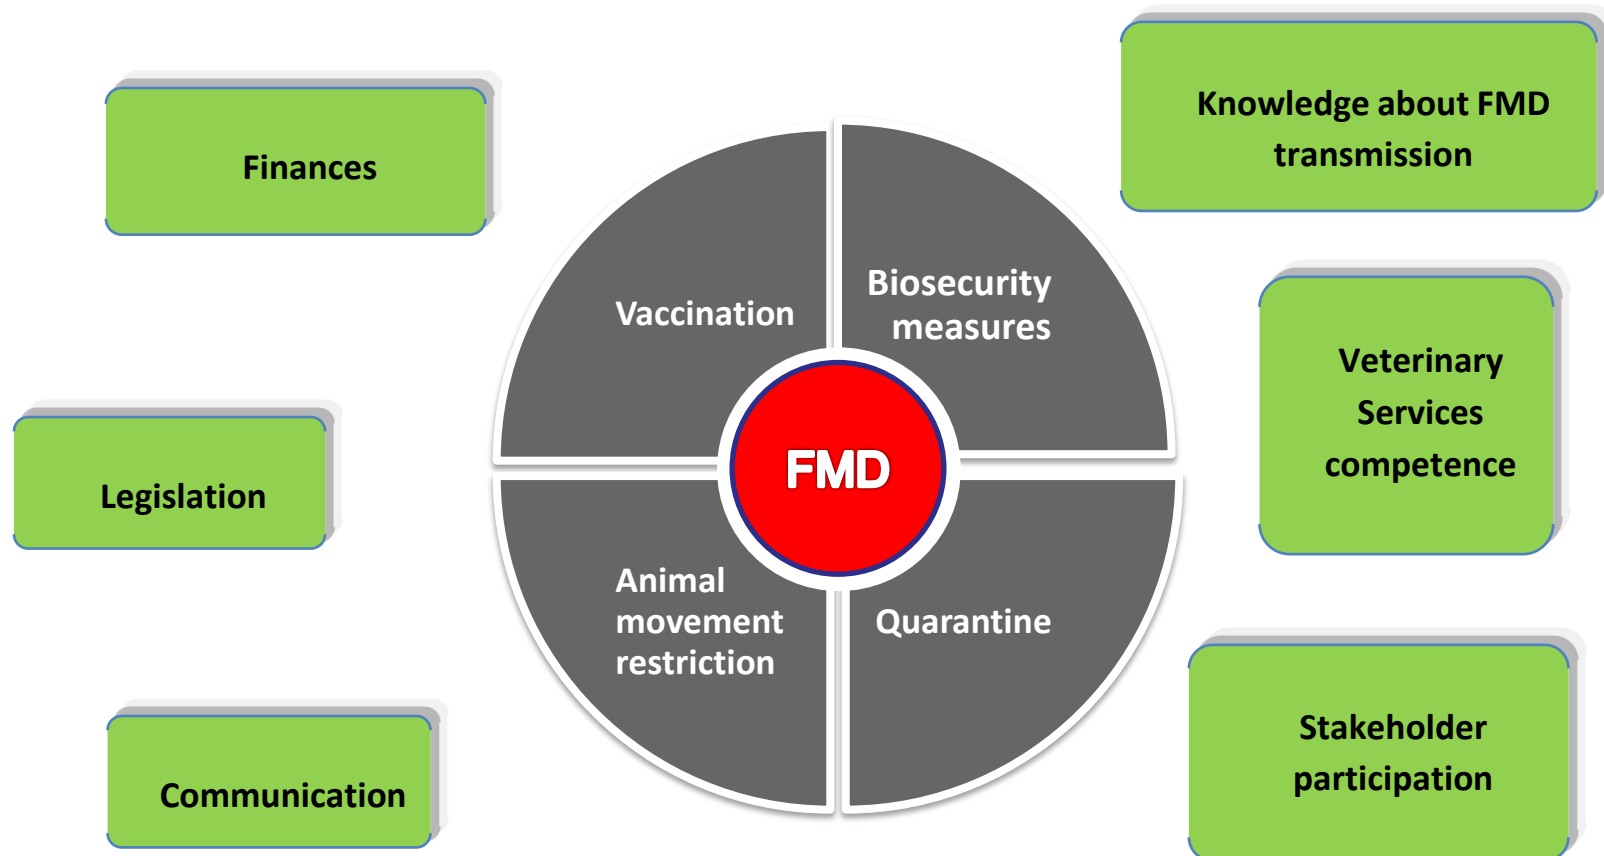 Finances
Knowledge about FMD
transmission
Vaccination
Biosecurity
measures
Veterinary
Services
competence
FMD
Legislation
Animal
movement
restriction
Quarantine
Communication
Stakeholder
participation